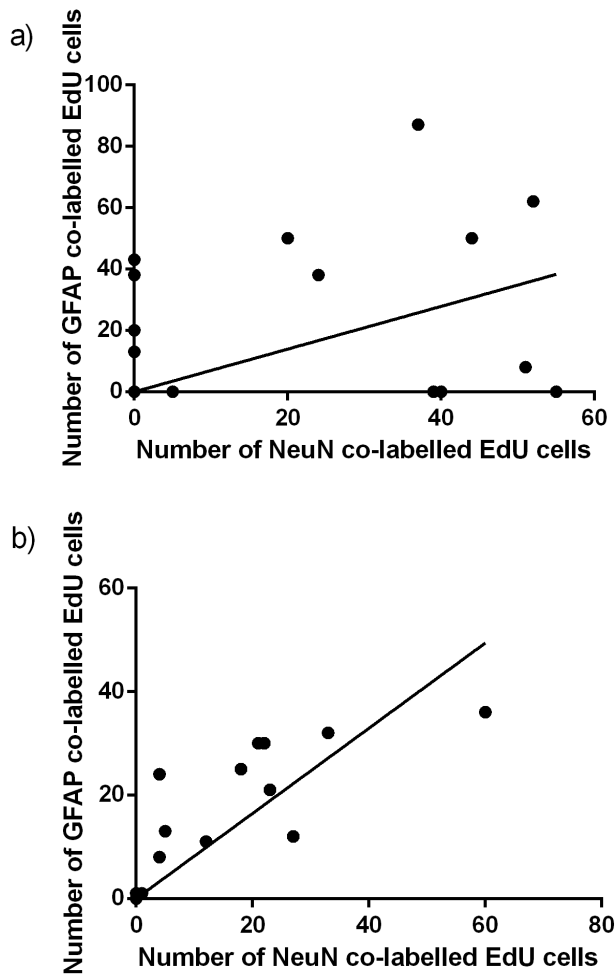 a)
Number of GFAP co-labelled EdU cells
100
80
60
40
20
0
0 20 40 60
Number of NeuN co-labelled EdU cells
b)
Number of GFAP co-labelled EdU cells
60
40
20
0
0 20 40 60 80
Number of NeuN co-labelled EdU cells